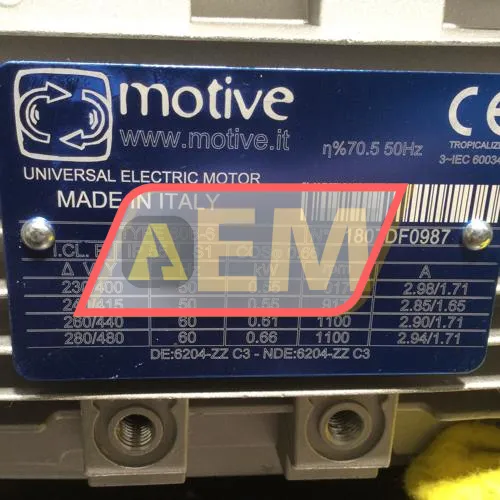 motive
www.motive.it
η%70.5 50Hz
TROPICALIZ
3~IEC 60034
UNIVERSAL ELECTRIC MOTOR
MADE IN ITALY
AEM
DF0987
I.CL.
Δ V Y A
230/400 50 2.98/1.71
50 0.55 2.85/1.65
260/440 60 0.61 1100 2.90/1.71
280/480 60 0.66 1100 2.94/1.71
DE:6204-ZZ C3 - NDE:6204-ZZ C3